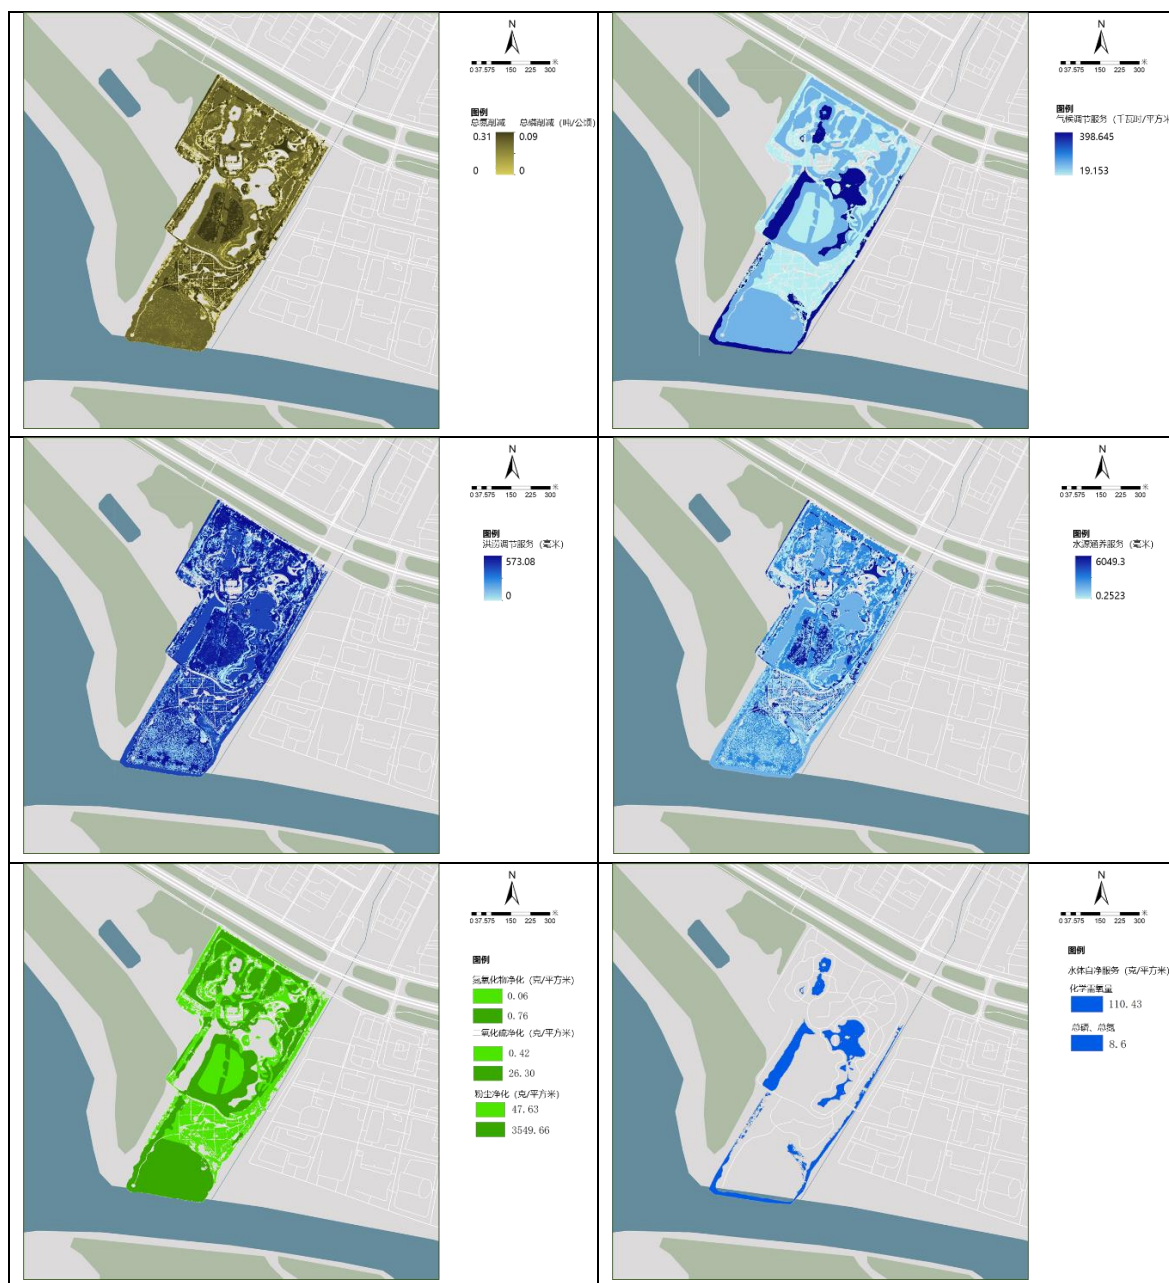 N
0 37.575 150 225 300 米
图例
总氮削减 总磷削减（吨/公顷）
0.31 0.09
0 0
N
0 37.575 150 225 300 米
图例
气候调节服务（千瓦时/平方米
398.645
19.153
N
0 37.575 150 225 300 米
图例
洪涝调节服务（毫米）
573.08
0
N
0 37.575 150 225 300 米
图例
水源涵养服务（毫米）
6049.3
0.2523
N
0 37.575 150 225 300 米
图例
氮氧化物净化（克/平方米）
0.06
0.76
二氧化硫净化（克/平方米）
0.42
26.30
粉尘净化（克/平方米）
47.63
3549.66
N
0 37.575 150 225 300 米
图例
水体自净服务（克/平方米）
化学需氧量
110.43
总磷、总氮
8.6